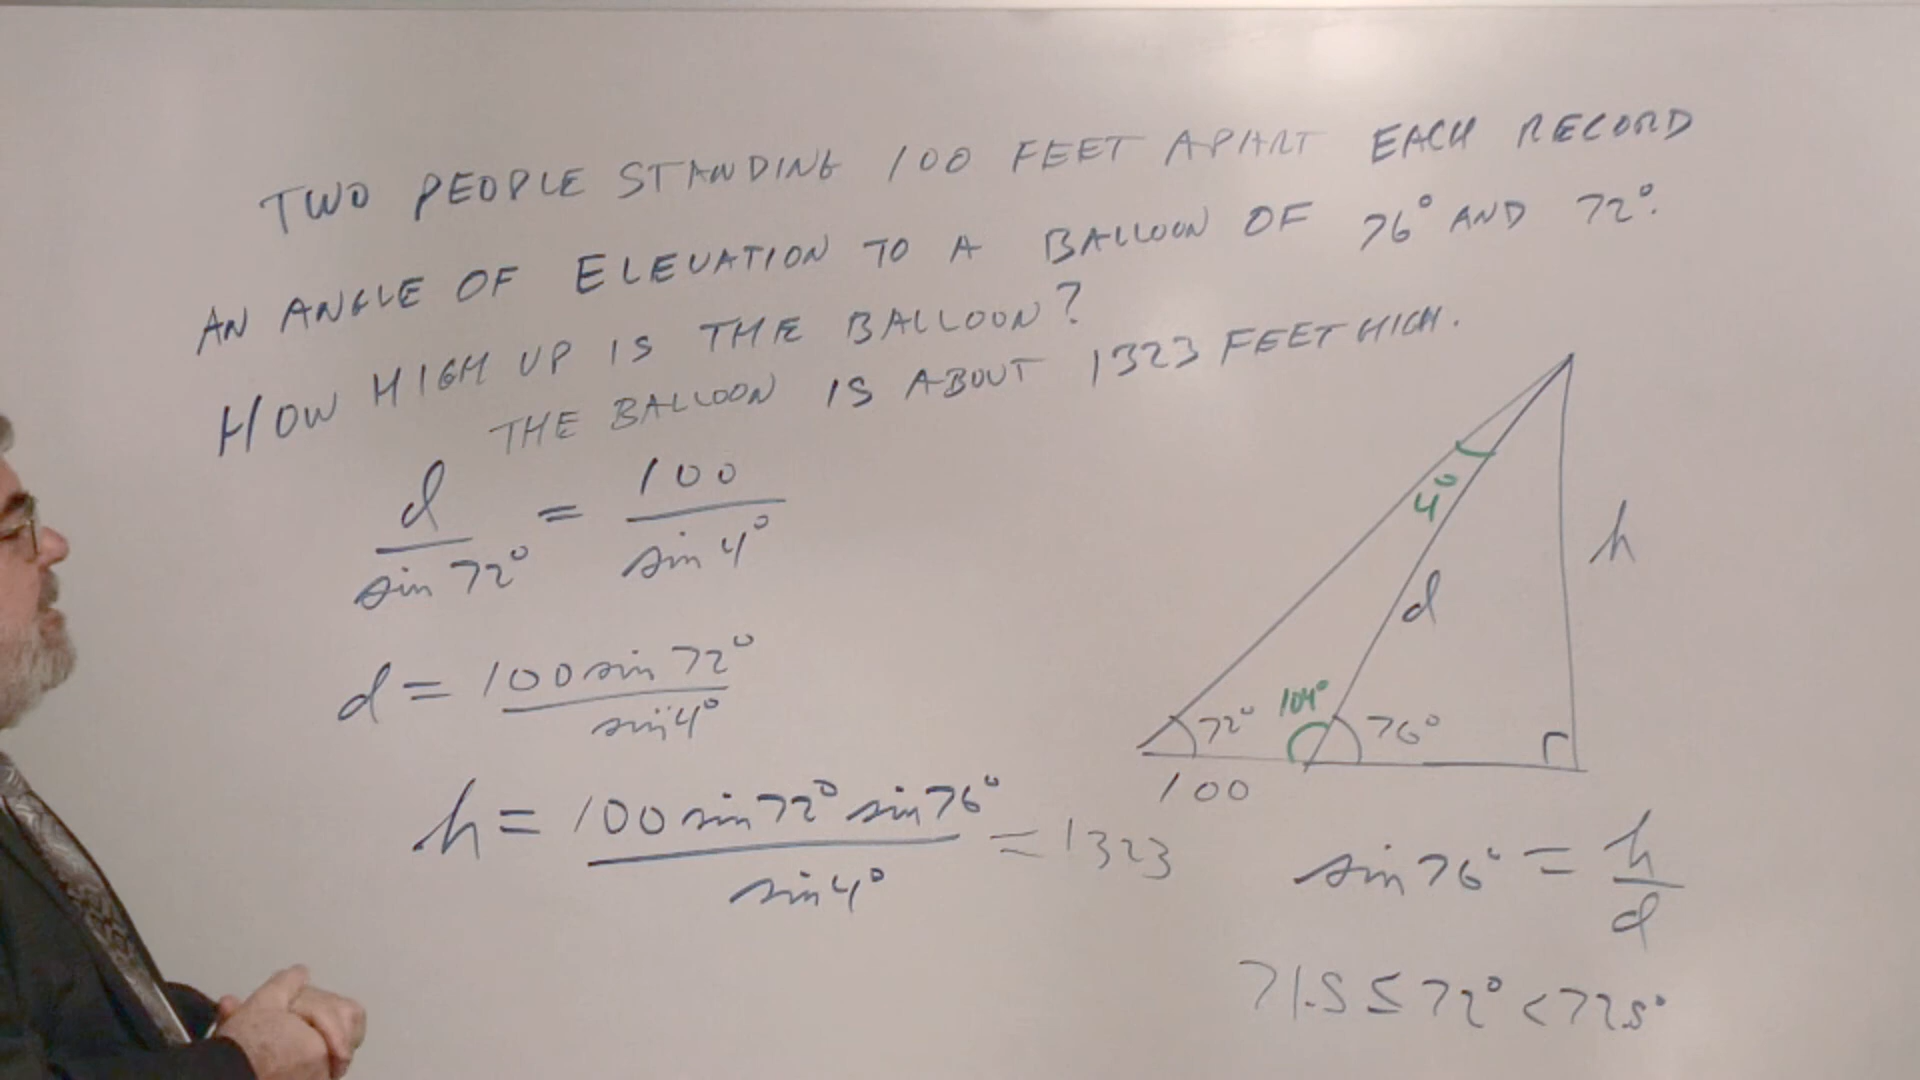 TWO PEOPLE STANDING 100 FEET APART EACH RECORD
AN ANGLE OF ELEVATION TO A BALLOON OF 76° AND 72°.
HOW HIGH UP IS THE BALLOON?
THE BALLOON IS ABOUT 1323 FEET HIGH.
d/sin 72° = 100/sin 4°
d = 100 sin 72°/sin 4°
h = 100 sin 72° sin 76°/sin 4° = 1323
4°
h
d
72° 104° 76°
100
sin 76° = h/d
71.5 ≤ 72° < 72.5°